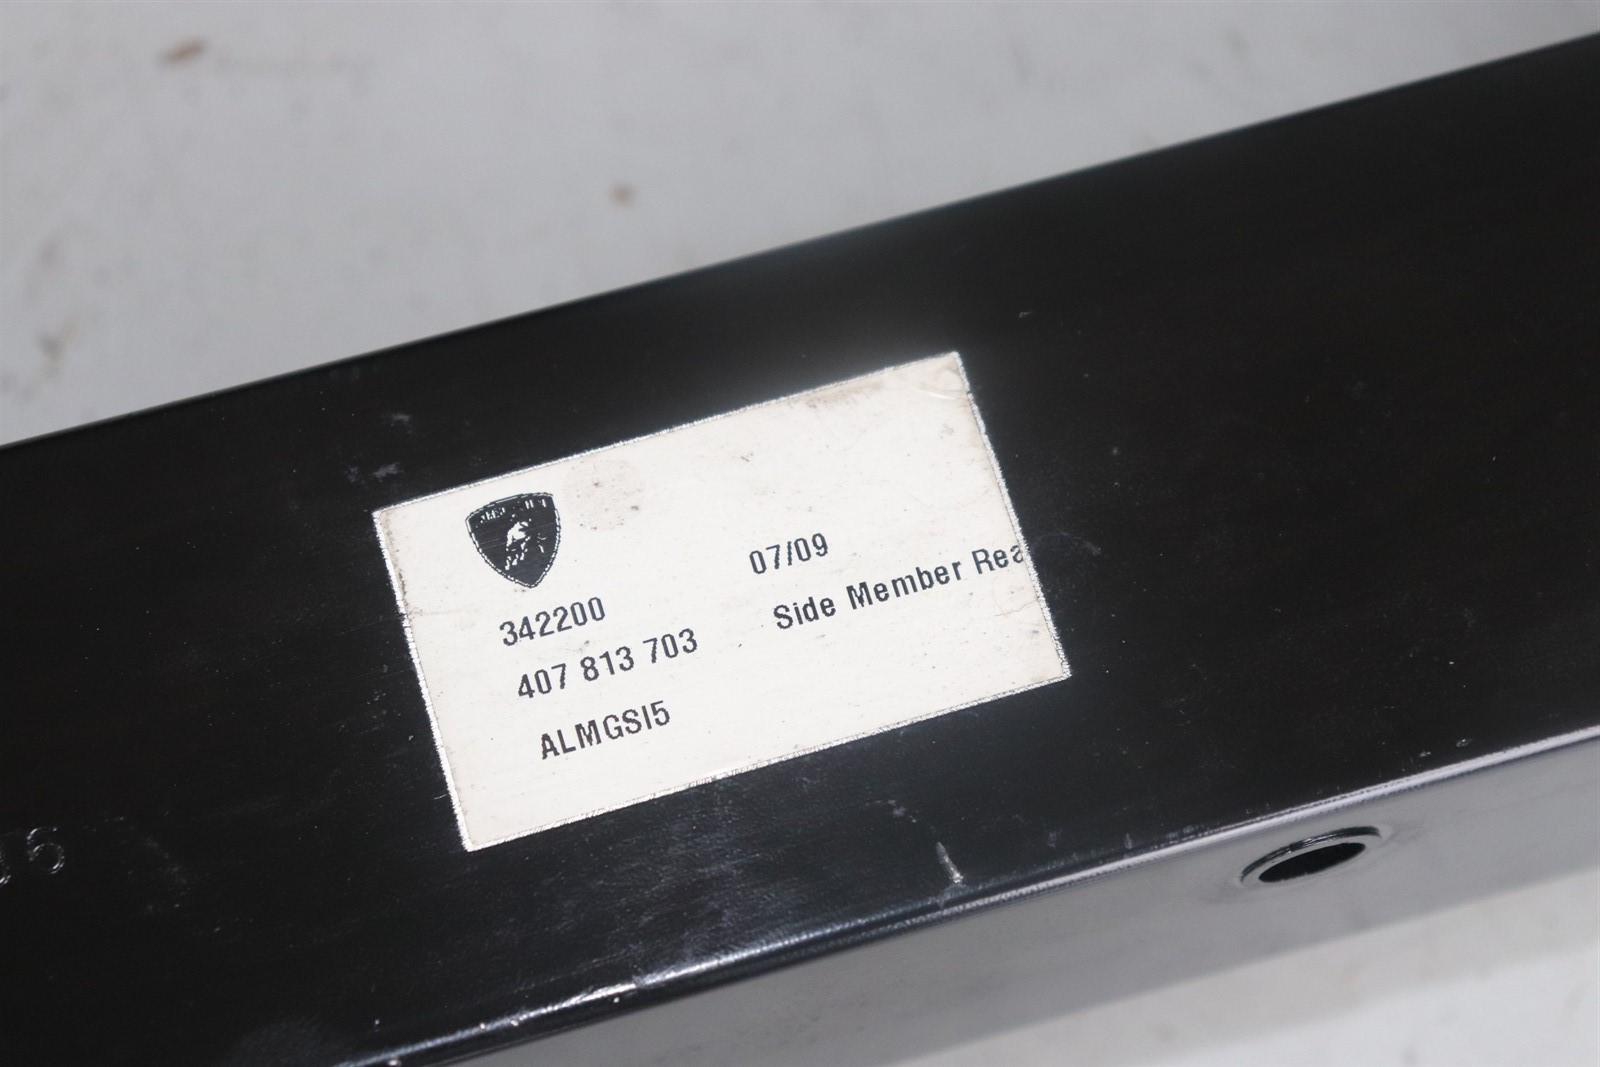 342200
07/09
407 813 703
Side Member Rea
ALMGSI5